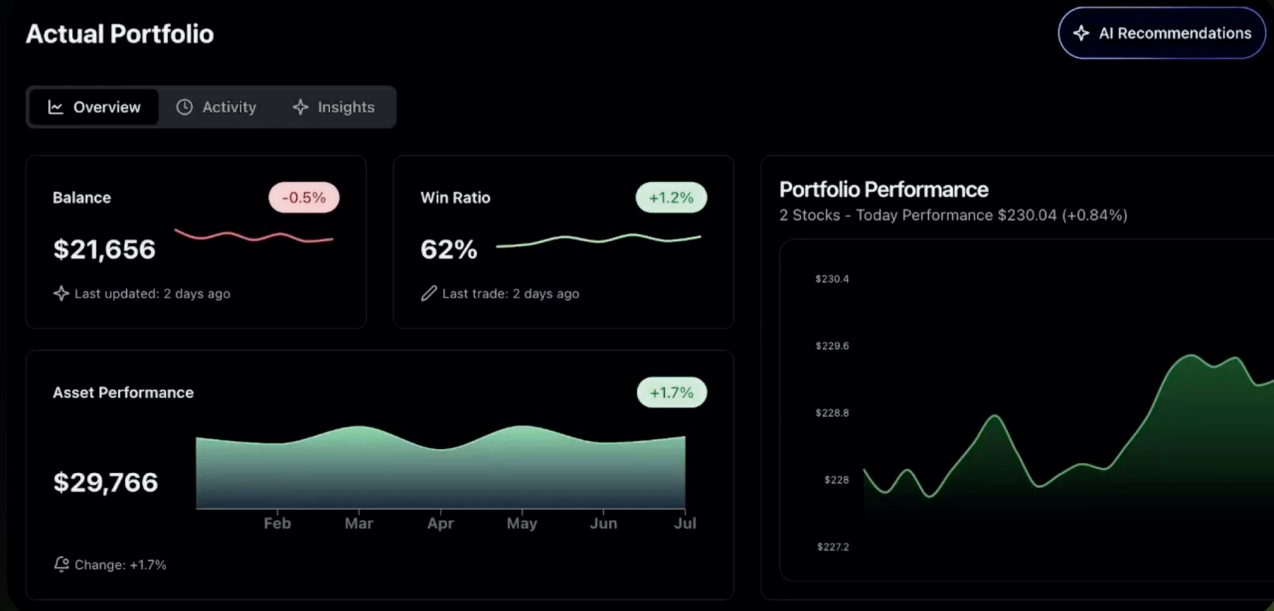 Actual Portfolio
AI Recommendations
Overview
Activity
Insights
Balance
-0.5%
$21,656
Last updated: 2 days ago
Win Ratio
+1.2%
62%
Last trade: 2 days ago
Asset Performance
+1.7%
$29,766
Feb Mar Apr May Jun Jul
Change: +1.7%
Portfolio Performance
2 Stocks - Today Performance $230.04 (+0.84%)
$230.4
$229.6
$228.8
$228
$227.2